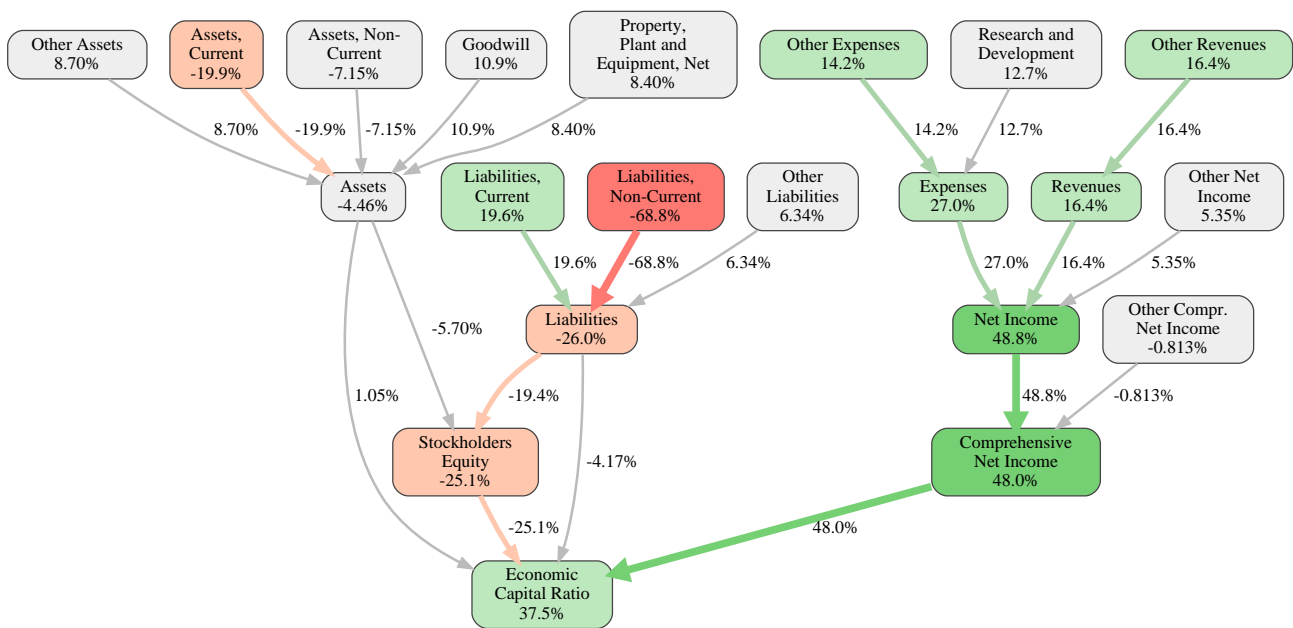 Other Assets
8.70%
Assets,
Current
-19.9%
Assets, Non-
Current
-7.15%
Goodwill
10.9%
Property,
Plant and
Equipment, Net
8.40%
Other Expenses
14.2%
Research and
Development
12.7%
Other Revenues
16.4%
8.70%
-19.9%
-7.15%
10.9%
8.40%
14.2%
12.7%
16.4%
Assets
-4.46%
Liabilities,
Current
19.6%
Liabilities,
Non-Current
-68.8%
Other
Liabilities
6.34%
Expenses
27.0%
Revenues
16.4%
Other Net
Income
5.35%
19.6%
-68.8%
6.34%
27.0%
16.4%
5.35%
-5.70%
Liabilities
-26.0%
Net Income
48.8%
Other Compr.
Net Income
-0.813%
1.05%
-19.4%
48.8%
-0.813%
Stockholders
Equity
-25.1%
-4.17%
Comprehensive
Net Income
48.0%
-25.1%
48.0%
Economic
Capital Ratio
37.5%